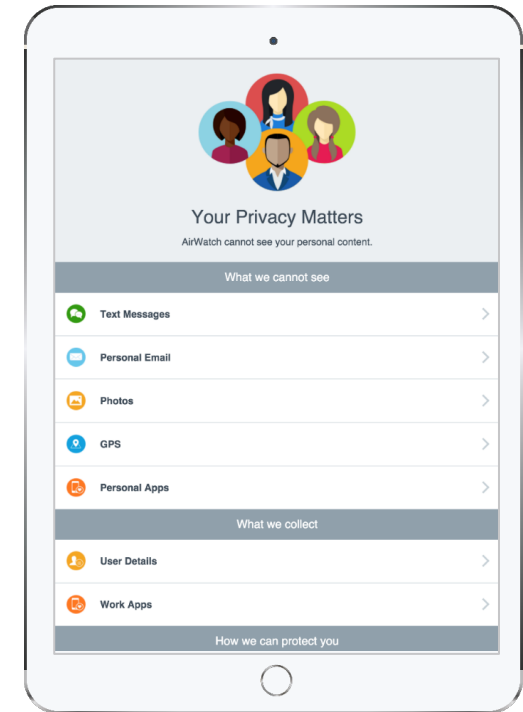 Your Privacy Matters
AirWatch cannot see your personal content.
What we cannot see
Text Messages
Personal Email
Photos
GPS
Personal Apps
What we collect
User Details
Work Apps
How we can protect you